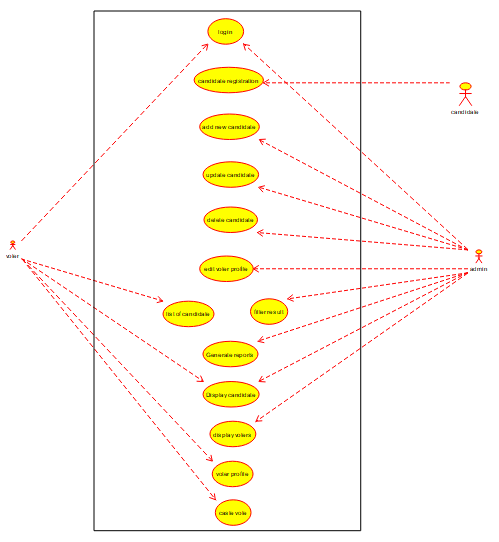 login
candidate registration
candidate
add new candidate
update candidate
delete candidate
voter
admin
edit voter profile
list of candidate
filter result
Generate reports
Display candidate
display voters
voter profile
caste vote